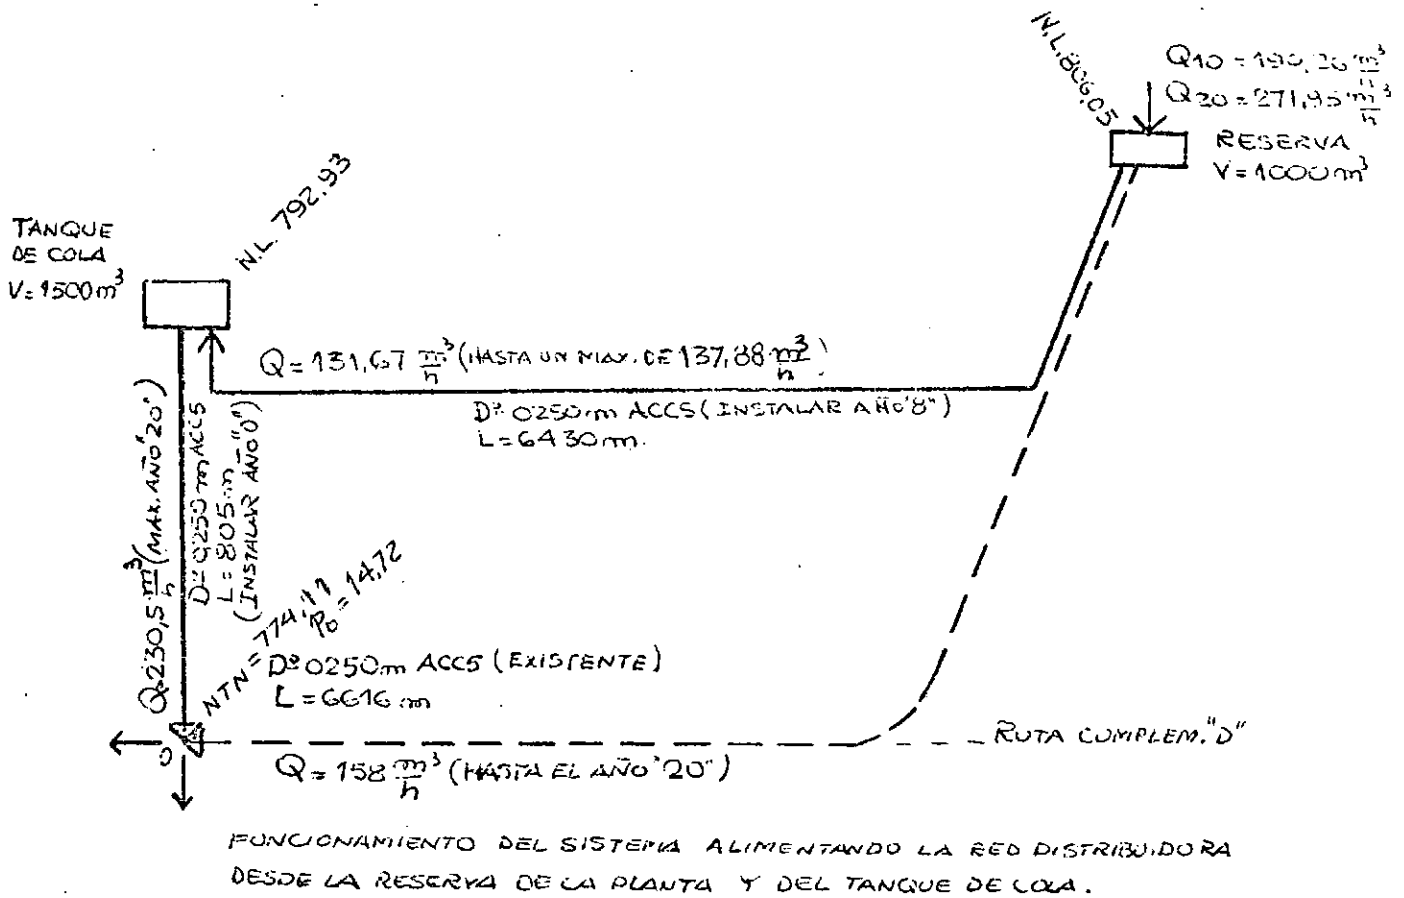 N.L. 806,05
Q10 = 190,26 m³/h
Q20 = 271,95 m³/h
RESERVA
V = 1000 m³
TANQUE
DE COLA
V = 1500 m³
N.L. 792.93
Q = 131,67 m³/h (HASTA UN MAX. DE 137,88 m³/h)
Dº 0250 m ACCS (INSTALAR AÑO "8")
L = 6430 m.
Q = 230,5 m³/h (MAX. AÑO "20")
Dº 0,250 m ACCS
L = 805 m
(INSTALAR AÑO "0")
NTN = 774,11
Po = 14,72
Dº 0250 m ACCS (EXISTENTE)
L = 6616 m
RUTA CUMPLEM. "D"
Q = 158 m³/h (HASTA EL AÑO "20")
FUNCIONAMIENTO DEL SISTEMA ALIMENTANDO LA RED DISTRIBUIDORA
DESDE LA RESERVA DE LA PLANTA Y DEL TANQUE DE COLA.